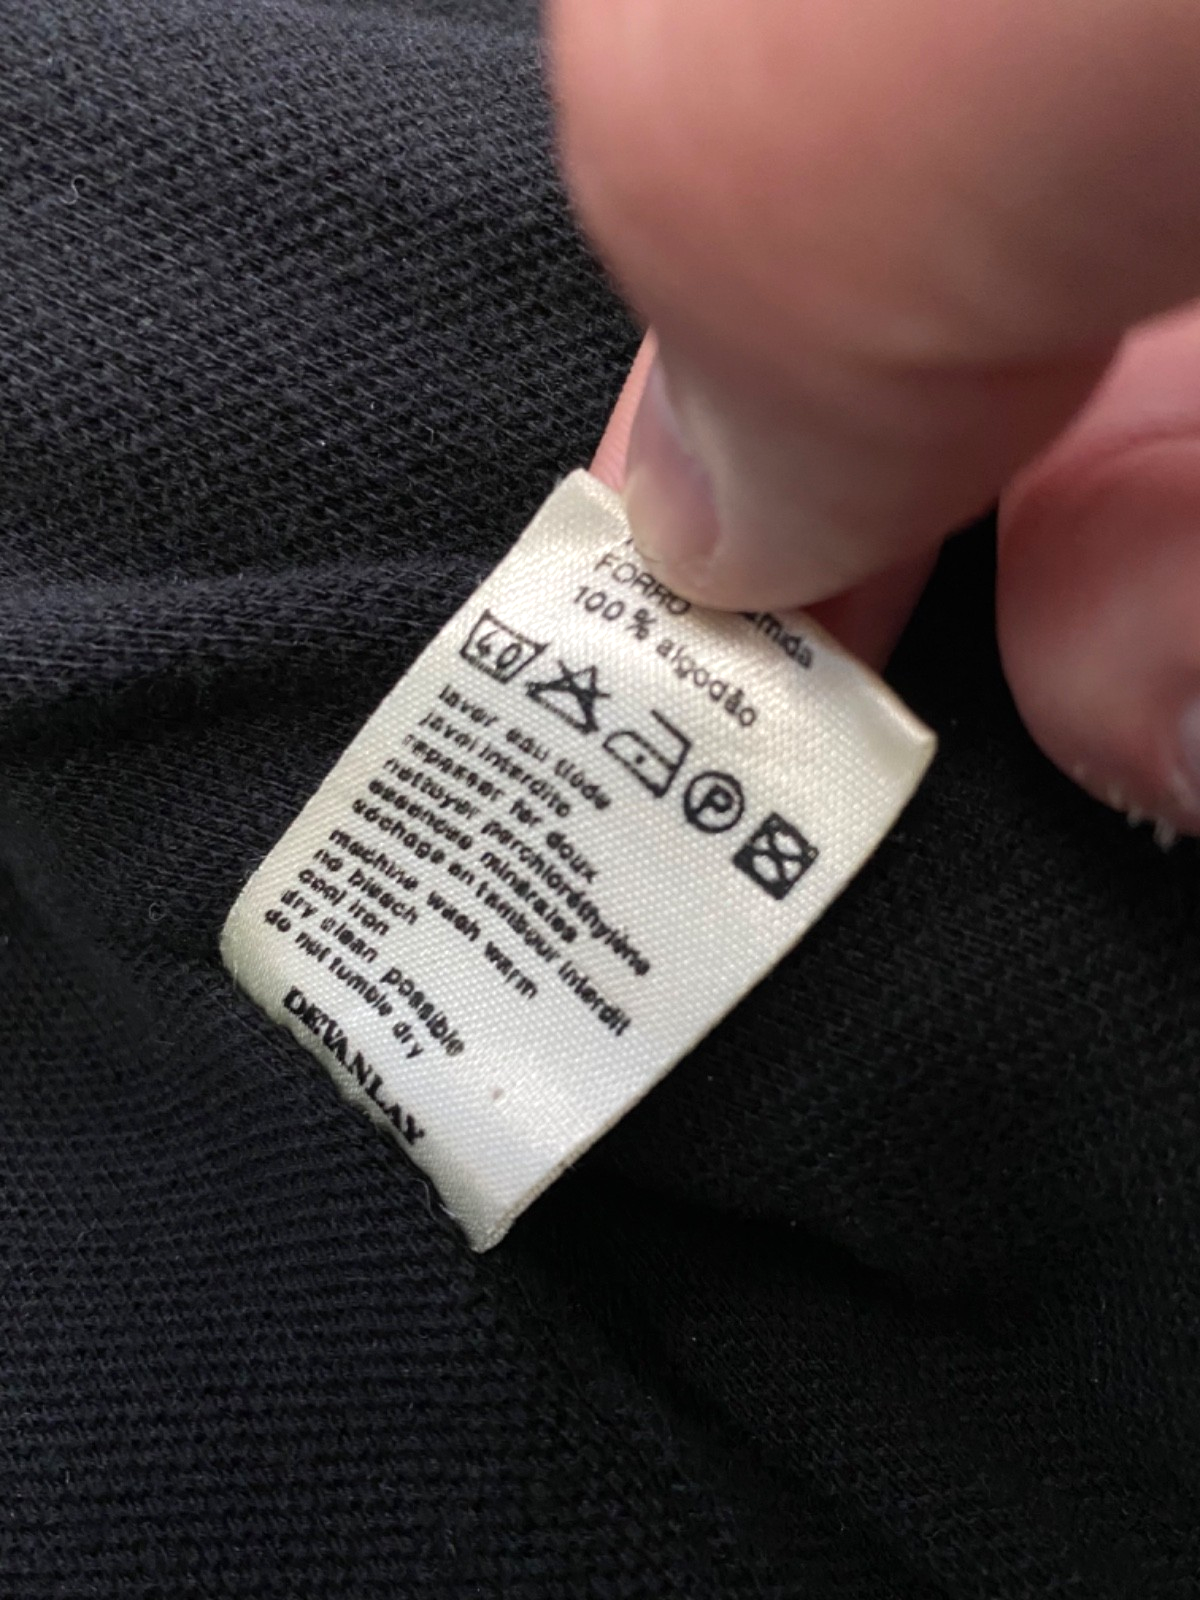 FORRO
100 % algodão
40 P
laver eau tiède
javel interdite
repasser fer doux
nettoyer perchloréthylène
essences minérales
séchage en tambour interdit
machine wash warm
no bleach
cool iron
dry clean possible
do not tumble dry
DEVANLAY